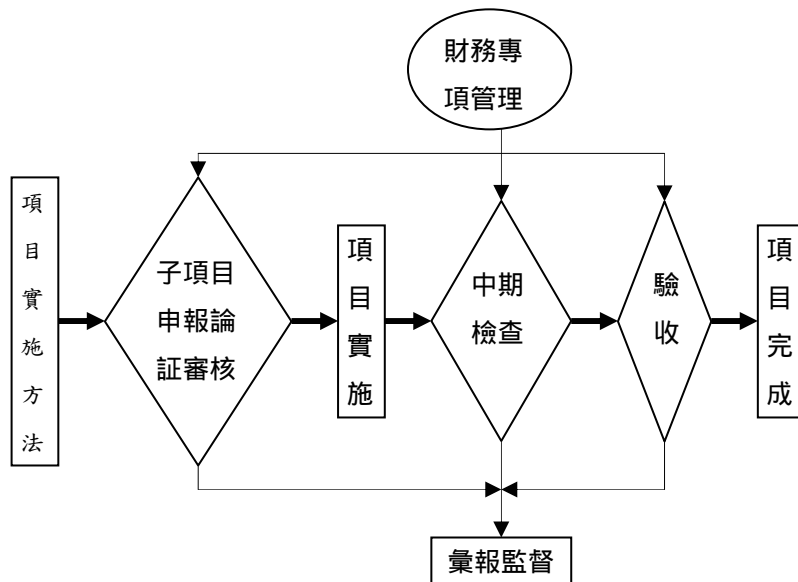 財務專
項管理
項目實施方法
子項目
申報論
証審核
項目實施
中期
檢查
驗收
項目完成
彙報監督